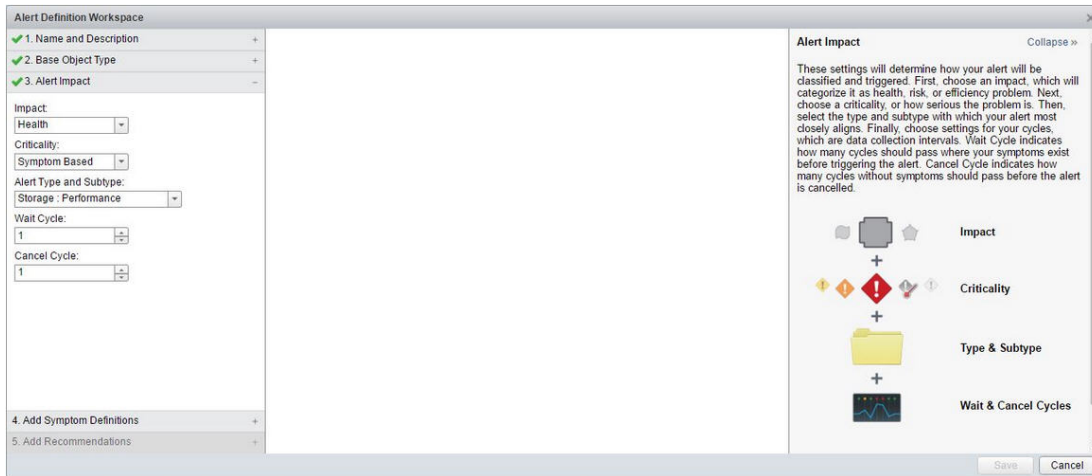 Alert Definition Workspace
1. Name and Description
2. Base Object Type
3. Alert Impact
Impact:
Health
Criticality:
Symptom Based
Alert Type and Subtype:
Storage : Performance
Wait Cycle:
1
Cancel Cycle:
1
4. Add Symptom Definitions
5. Add Recommendations
Alert Impact
Collapse »
These settings will determine how your alert will be
classified and triggered. First, choose an impact, which will
categorize it as health, risk, or efficiency problem. Next,
choose a criticality, or how serious the problem is. Then,
select the type and subtype with which your alert most
closely aligns. Finally, choose settings for your cycles,
which are data collection intervals. Wait Cycle indicates
how many cycles should pass where your symptoms exist
before triggering the alert. Cancel Cycle indicates how
many cycles without symptoms should pass before the alert
is cancelled.
Impact
Criticality
Type & Subtype
Wait & Cancel Cycles
Save
Cancel